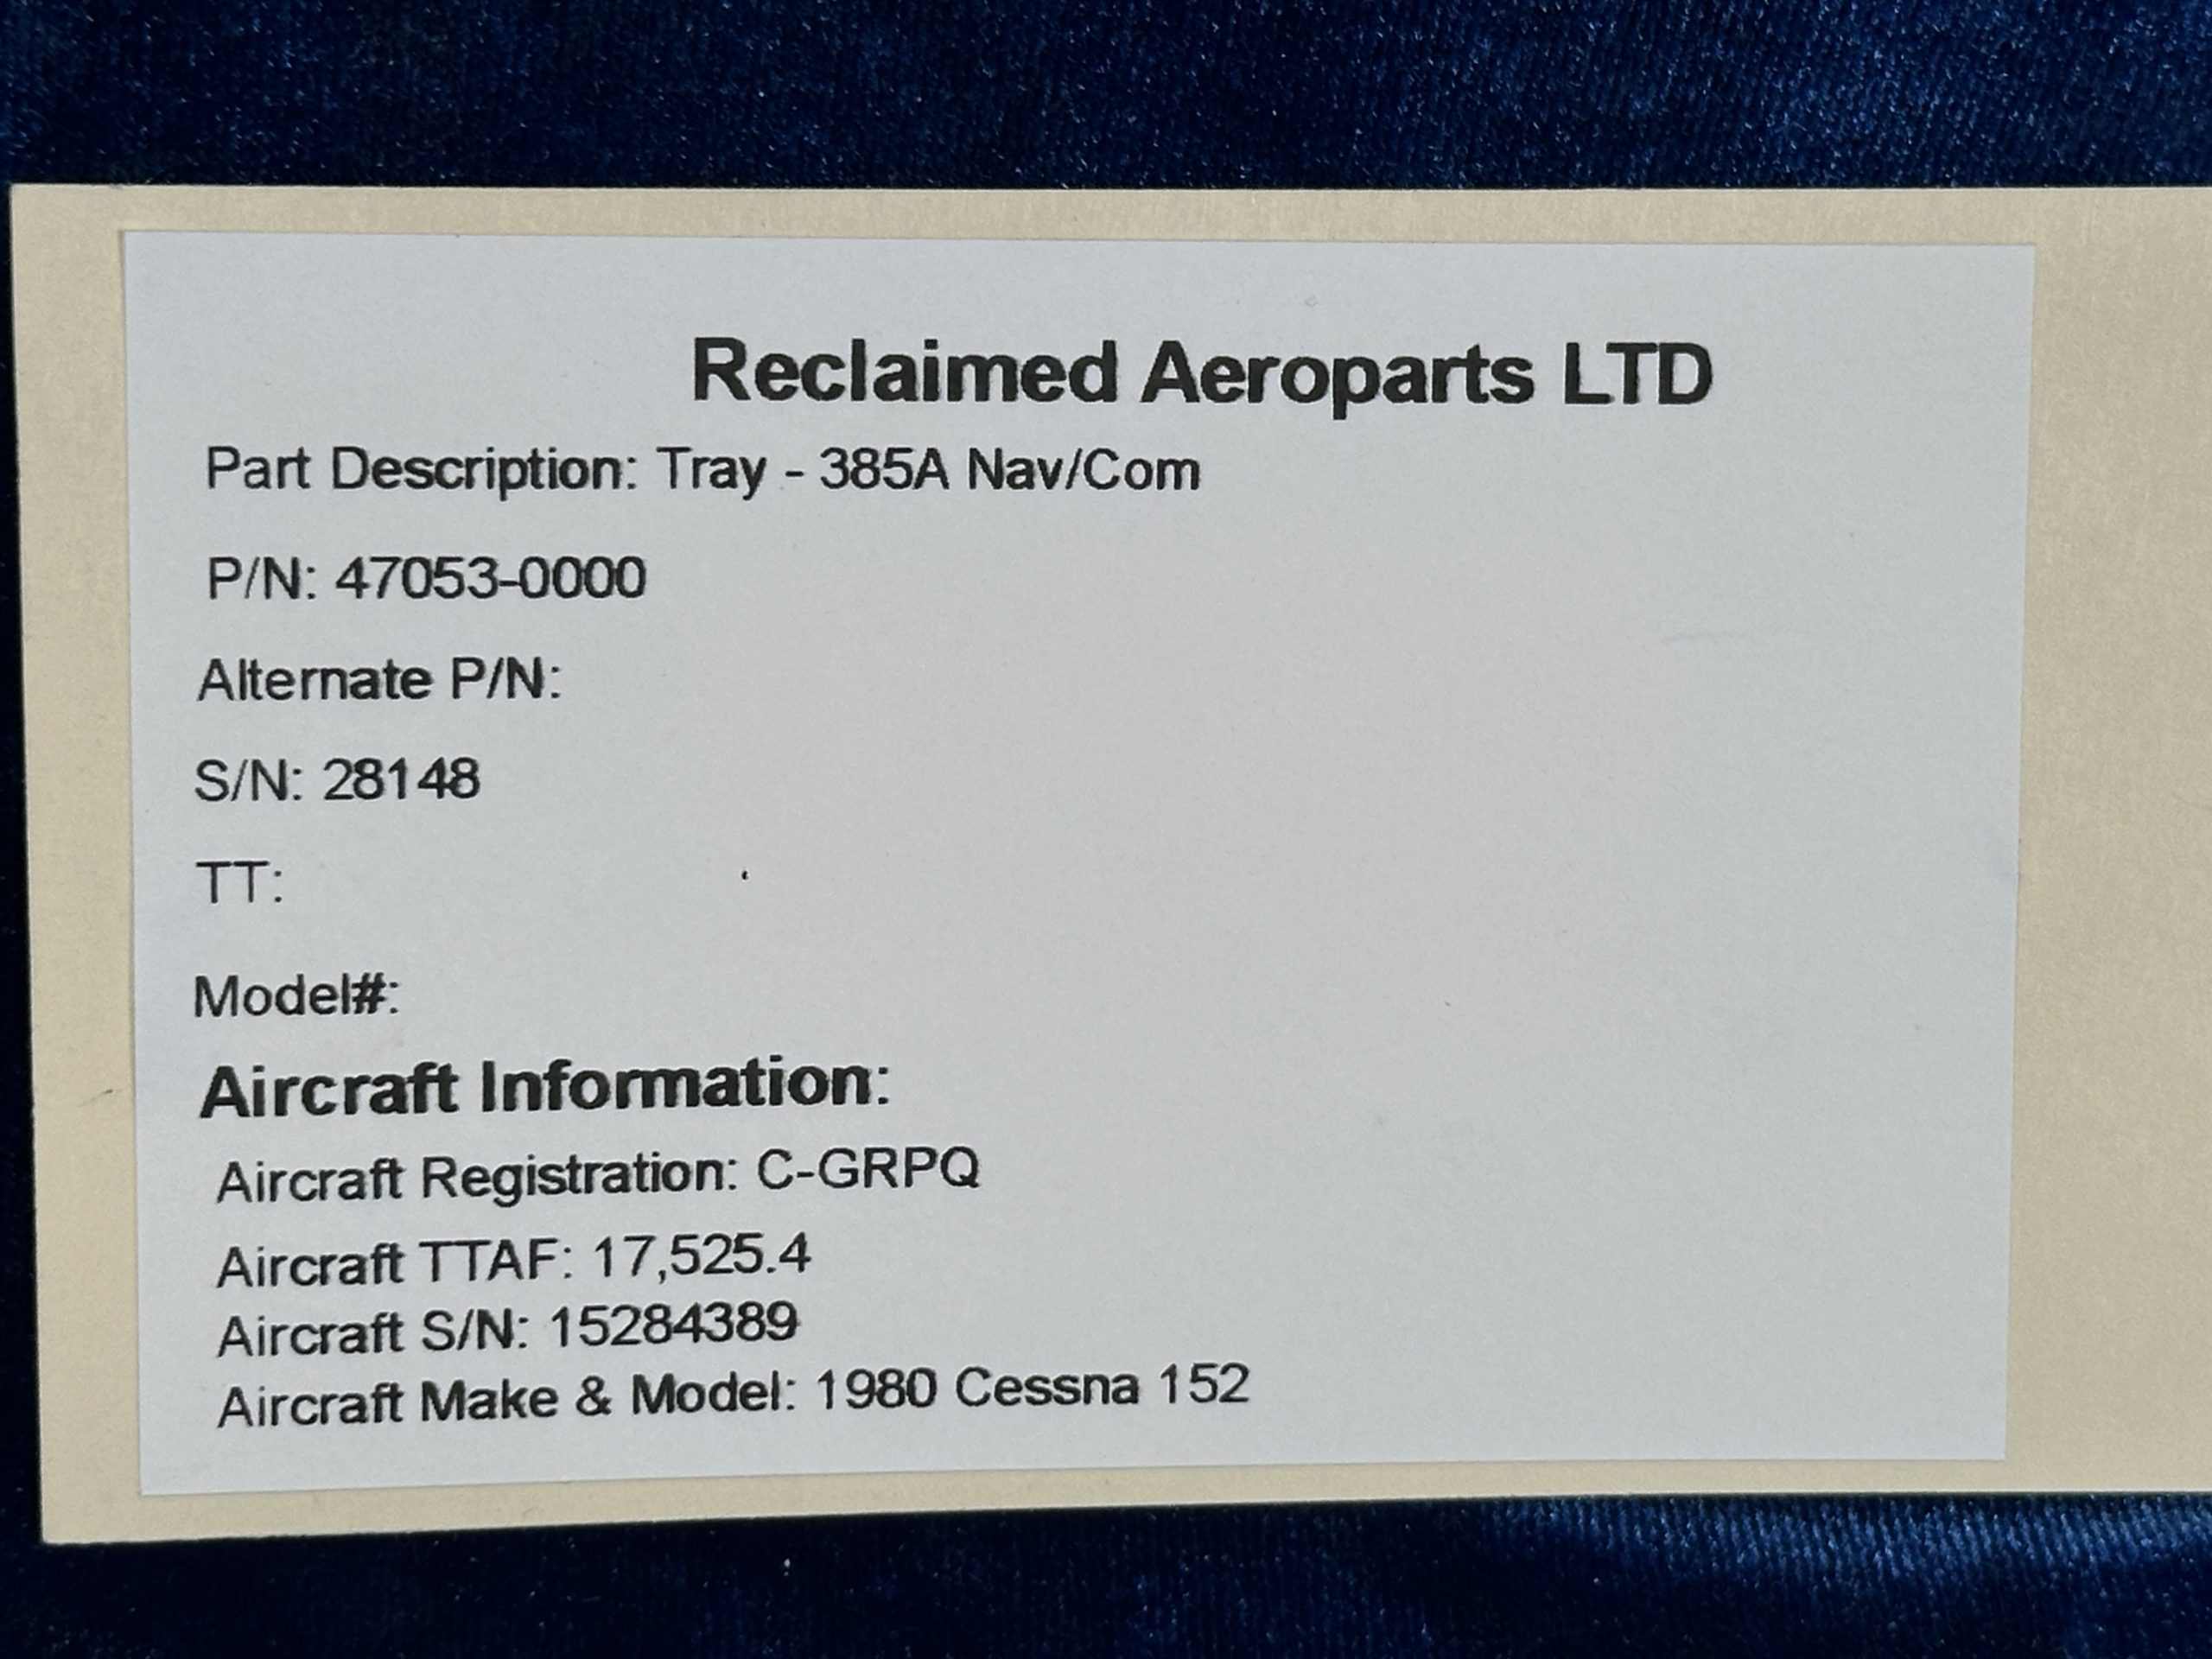 Reclaimed Aeroparts LTD
Part Description: Tray - 385A Nav/Com
P/N: 47053-0000
Alternate P/N:
S/N: 28148
TT:
Model#:
Aircraft Information:
Aircraft Registration: C-GRPQ
Aircraft TTAF: 17,525.4
Aircraft S/N: 15284389
Aircraft Make & Model: 1980 Cessna 152